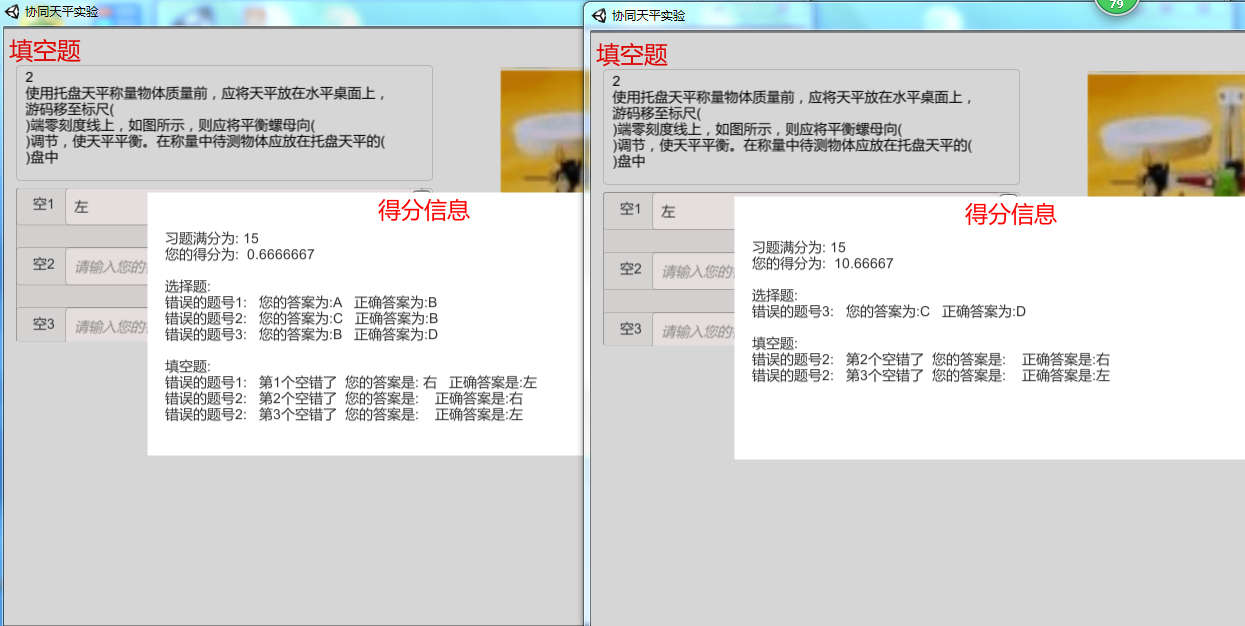 协同天平实验
填空题
2
使用托盘天平称量物体质量前，应将天平放在水平桌面上，
游码移至标尺(
)端零刻度线上，如图所示，则应将平衡螺母向(
)调节，使天平平衡。在称量中待测物体应放在托盘天平的(
)盘中
空1
左
空2
请输入您的
空3
请输入您的
得分信息
习题满分为: 15
您的得分为: 0.6666667
选择题:
错误的题号1: 您的答案为:A 正确答案为:B
错误的题号2: 您的答案为:C 正确答案为:B
错误的题号3: 您的答案为:B 正确答案为:D
填空题:
错误的题号1: 第1个空错了 您的答案是: 右 正确答案是:左
错误的题号2: 第2个空错了 您的答案是: 正确答案是:右
错误的题号2: 第3个空错了 您的答案是: 正确答案是:左
协同天平实验
79
填空题
2
使用托盘天平称量物体质量前，应将天平放在水平桌面上，
游码移至标尺(
)端零刻度线上，如图所示，则应将平衡螺母向(
)调节，使天平平衡。在称量中待测物体应放在托盘天平的(
)盘中
空1
左
空2
请输入您的
空3
请输入您的
得分信息
习题满分为: 15
您的得分为: 10.66667
选择题:
错误的题号3: 您的答案为:C 正确答案为:D
填空题:
错误的题号2: 第2个空错了 您的答案是: 正确答案是:右
错误的题号2: 第3个空错了 您的答案是: 正确答案是:左